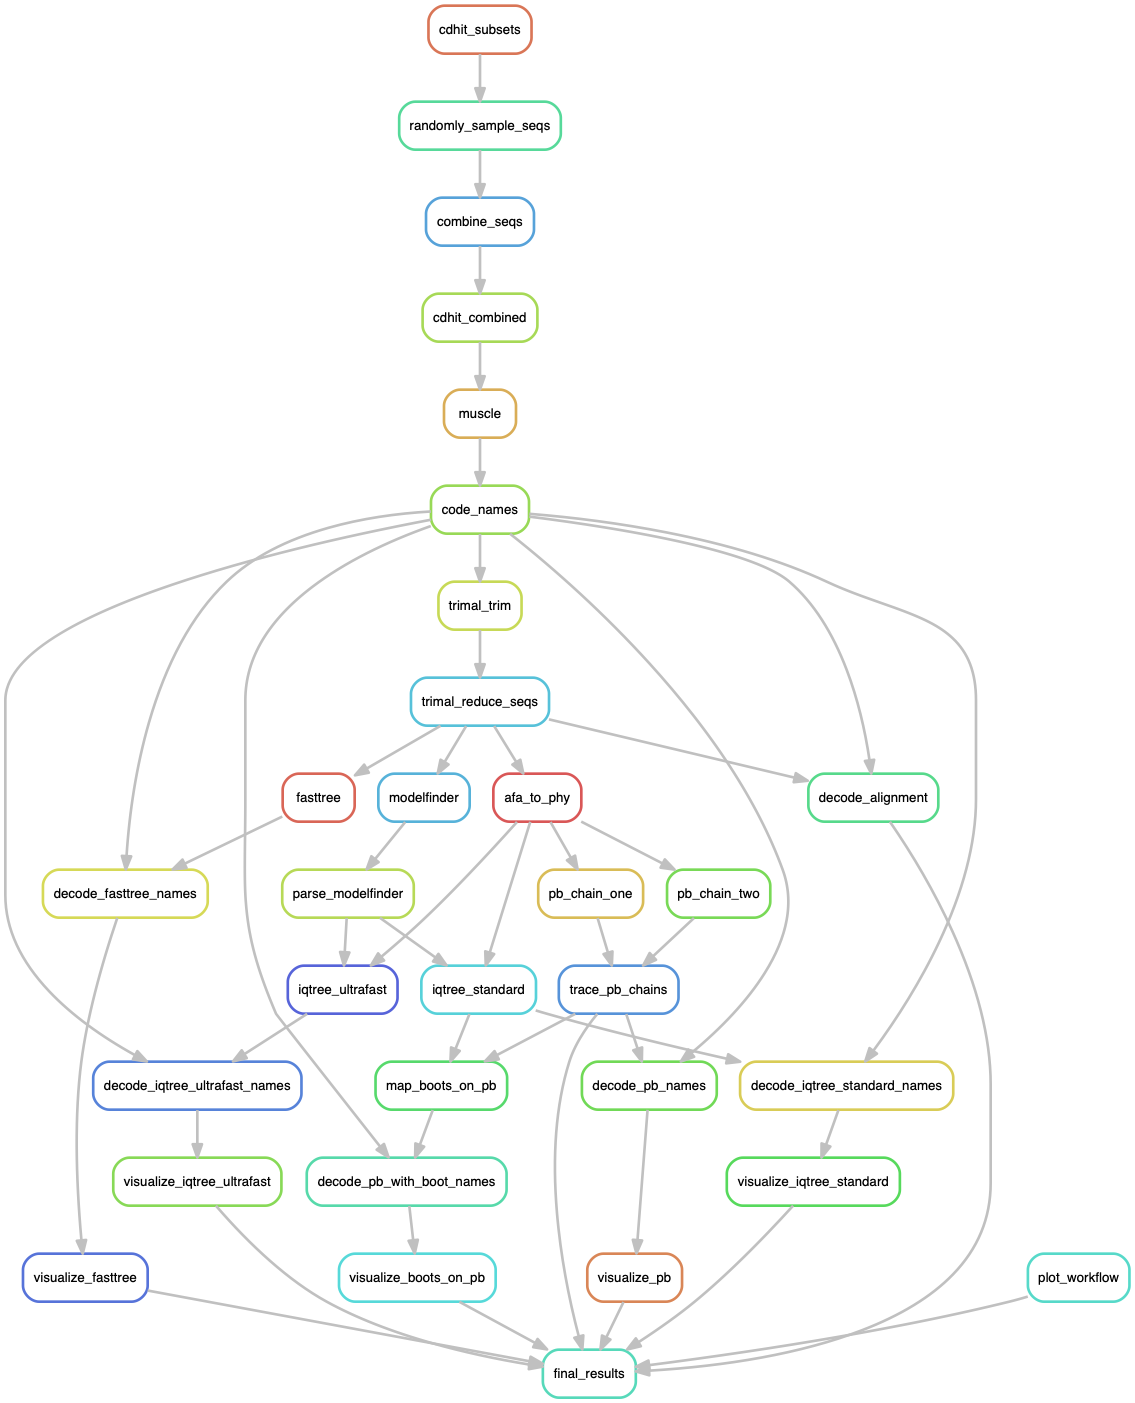 cdhit_subsets
randomly_sample_seqs
combine_seqs
cdhit_combined
muscle
code_names
trimal_trim
trimal_reduce_seqs
fasttree
modelfinder
afa_to_phy
decode_alignment
decode_fasttree_names
parse_modelfinder
pb_chain_one
pb_chain_two
iqtree_ultrafast
iqtree_standard
trace_pb_chains
decode_iqtree_ultrafast_names
map_boots_on_pb
decode_pb_names
decode_iqtree_standard_names
visualize_iqtree_ultrafast
decode_pb_with_boot_names
visualize_iqtree_standard
visualize_fasttree
visualize_boots_on_pb
visualize_pb
plot_workflow
final_results